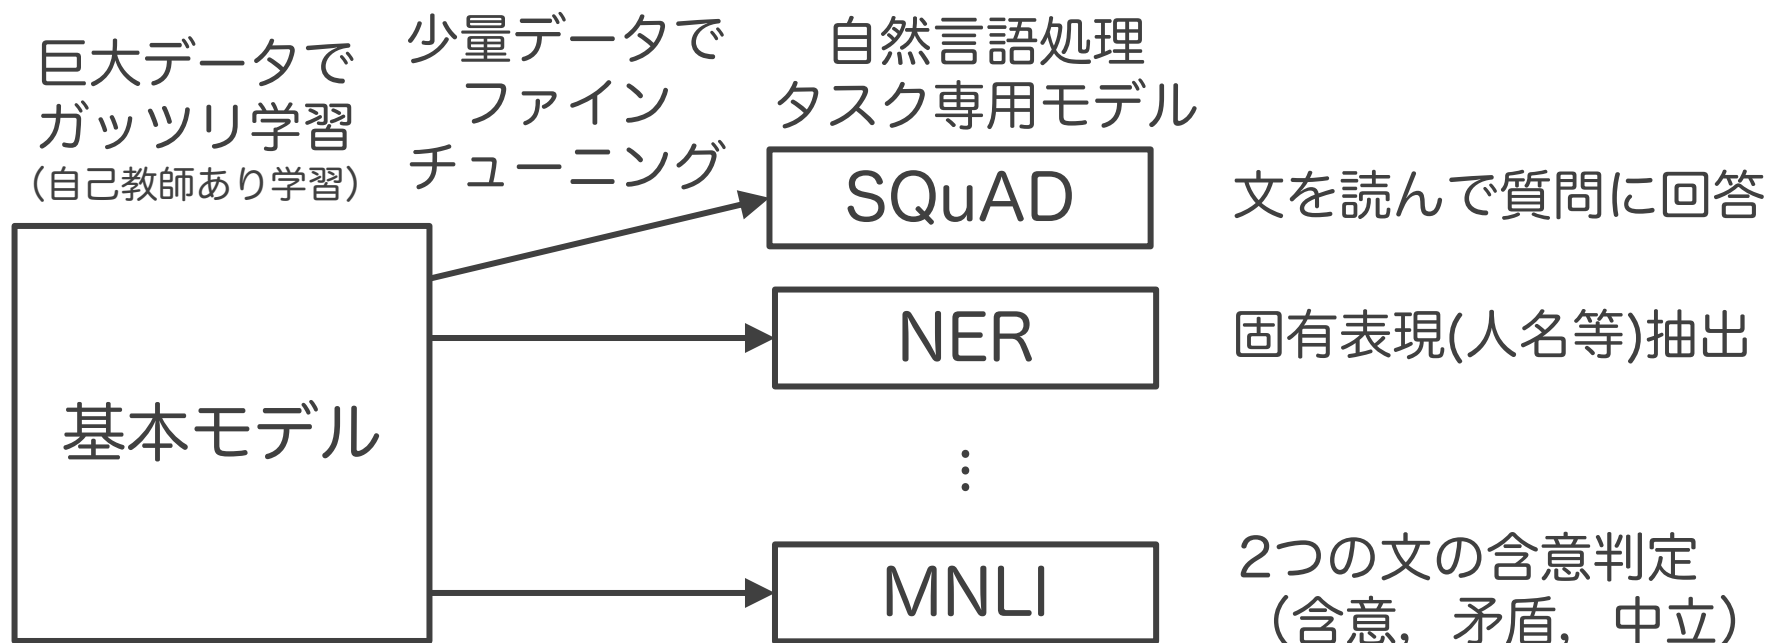 巨大データで
ガッツリ学習
（自己教師あり学習）
少量データで
ファイン
チューニング
自然言語処理
タスク専用モデル
基本モデル
SQuAD
文を読んで質問に回答
NER
固有表現(人名等)抽出
⋮
MNLI
2つの文の含意判定
（含意，矛盾，中立）